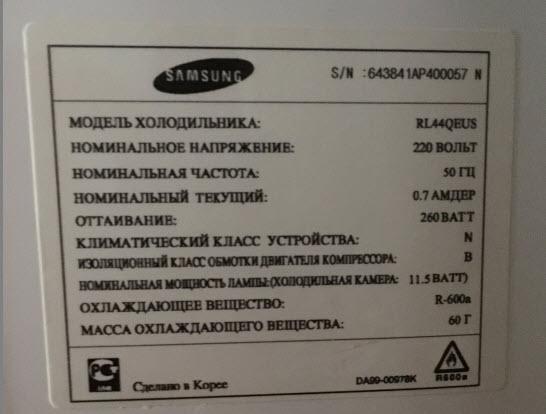 SAMSUNG S/N :643841AP400057 N
МОДЕЛЬ ХОЛОДИЛЬНИКА: RL44QEUS
НОМИНАЛЬНОЕ НАПРЯЖЕНИЕ: 220 ВОЛЬТ
НОМИНАЛЬНАЯ ЧАСТОТА: 50 ГЦ
НОМИНАЛЬНЫЙ ТЕКУЩИЙ: 0.7 АМДЕР
ОТТАИВАНИЕ: 260 ВАТТ
КЛИМАТИЧЕСКИЙ КЛАСС УСТРОЙСТВА: N
ИЗОЛЯЦИОННЫЙ КЛАСС ОБМОТКИ ДВИГАТЕЛЯ КОМПРЕССОРА: B
НОМИНАЛЬНАЯ МОЩНОСТЬ ЛАМПЫ:(ХОЛОДИЛЬНАЯ КАМЕРА: 11.5 ВАТТ)
ОХЛАЖДАЮЩЕЕ ВЕЩЕСТВО: R-600a
МАССА ОХЛАЖДАЮЩЕГО ВЕЩЕСТВА: 60 Г
Сделано в Корее DA99-00978K R600a